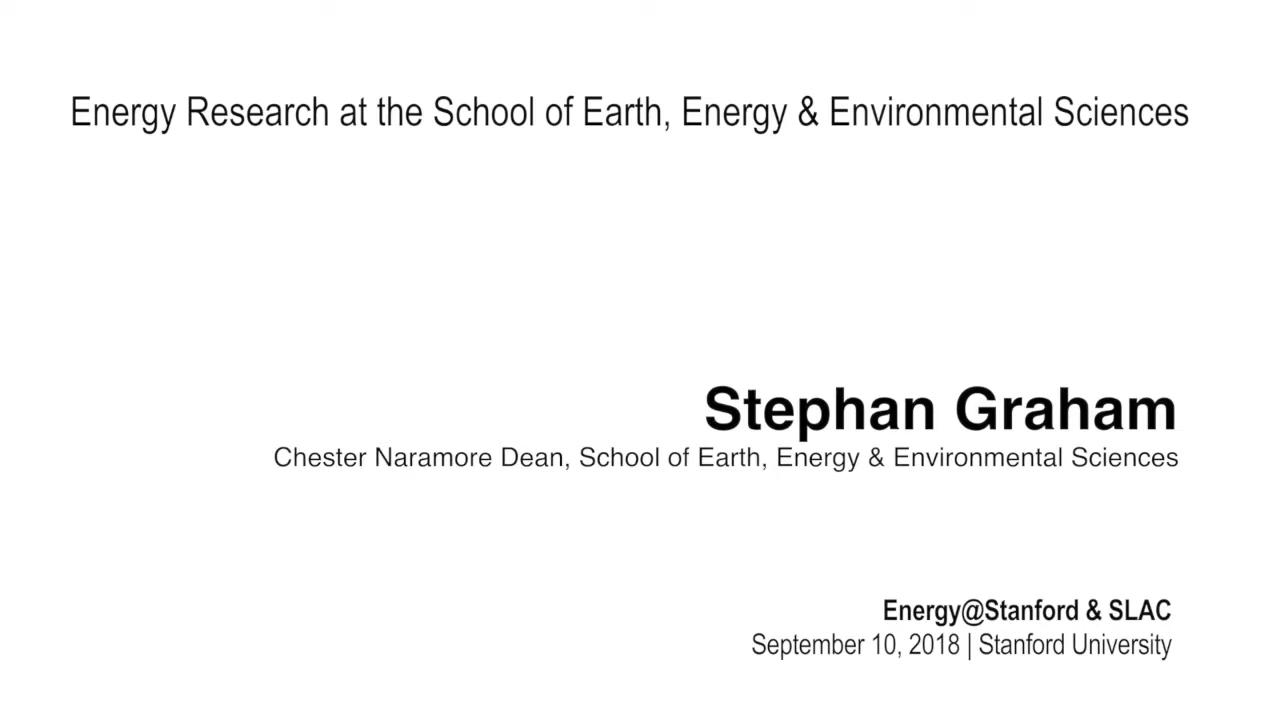 Energy Research at the School of Earth, Energy & Environmental Sciences
Stephan Graham
Chester Naramore Dean, School of Earth, Energy & Environmental Sciences
Energy@Stanford & SLAC
September 10, 2018 | Stanford University